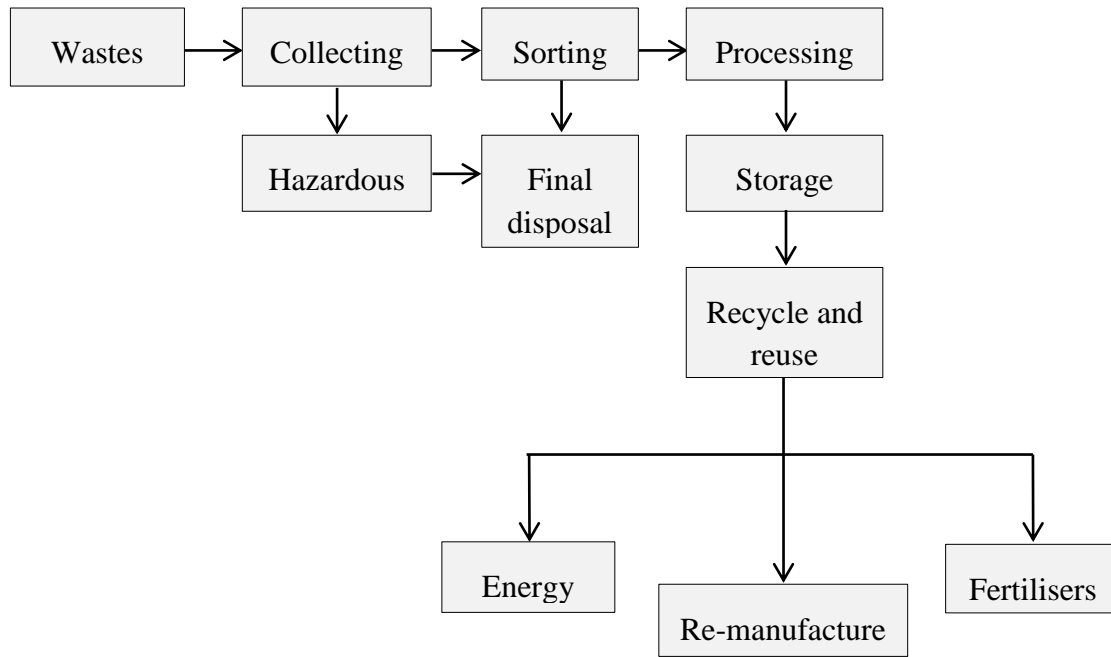 Wastes
Collecting
Sorting
Processing
Hazardous
Final
disposal
Storage
Recycle and
reuse
Energy
Re-manufacture
Fertilisers